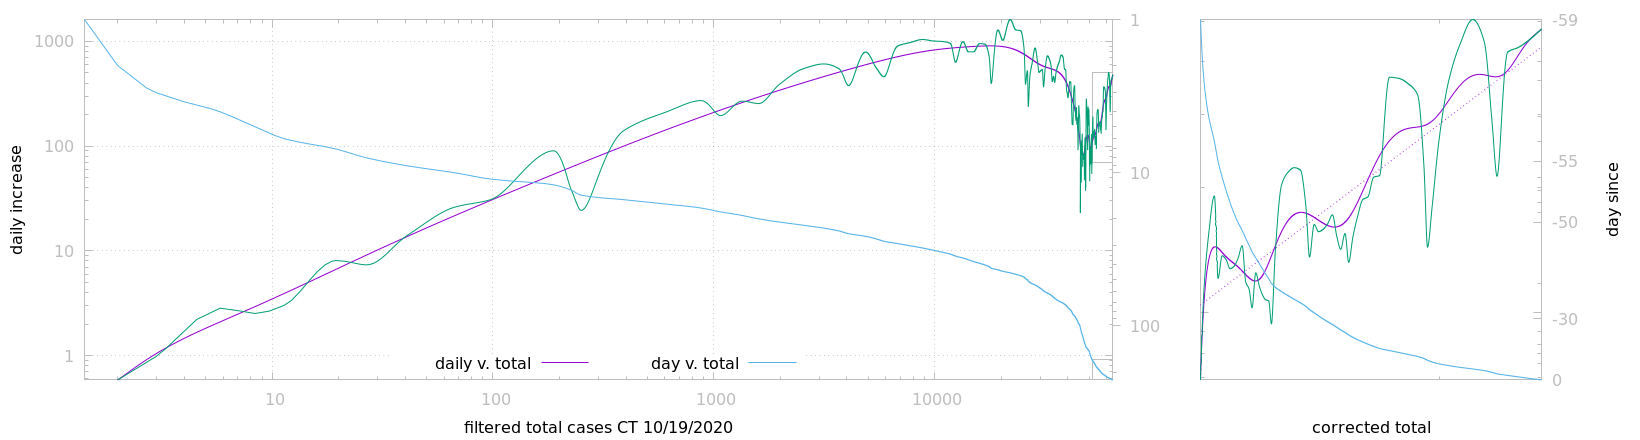 1000
100
10
1
daily increase
10
100
1000
10000
filtered total cases CT 10/19/2020
daily v. total
day v. total
1
10
100
-59
-55
-50
-30
0
day since
corrected total